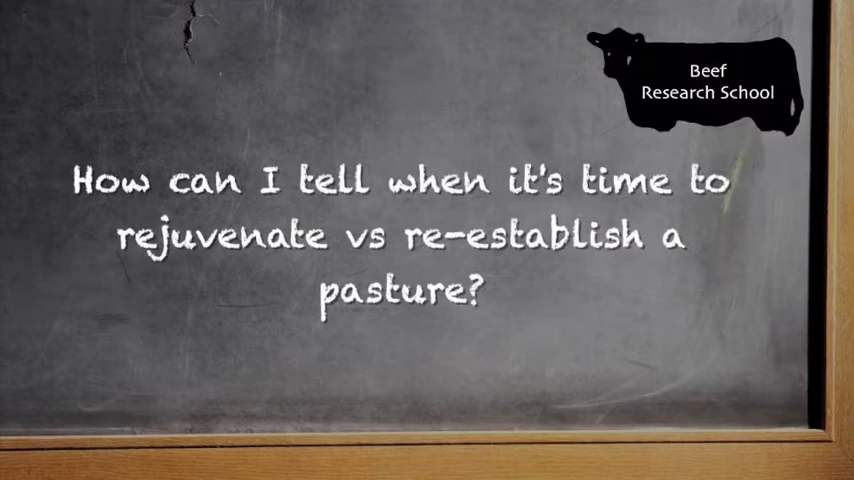 Beef
Research School
How can I tell when it's time to
rejuvenate vs re-establish a
pasture?